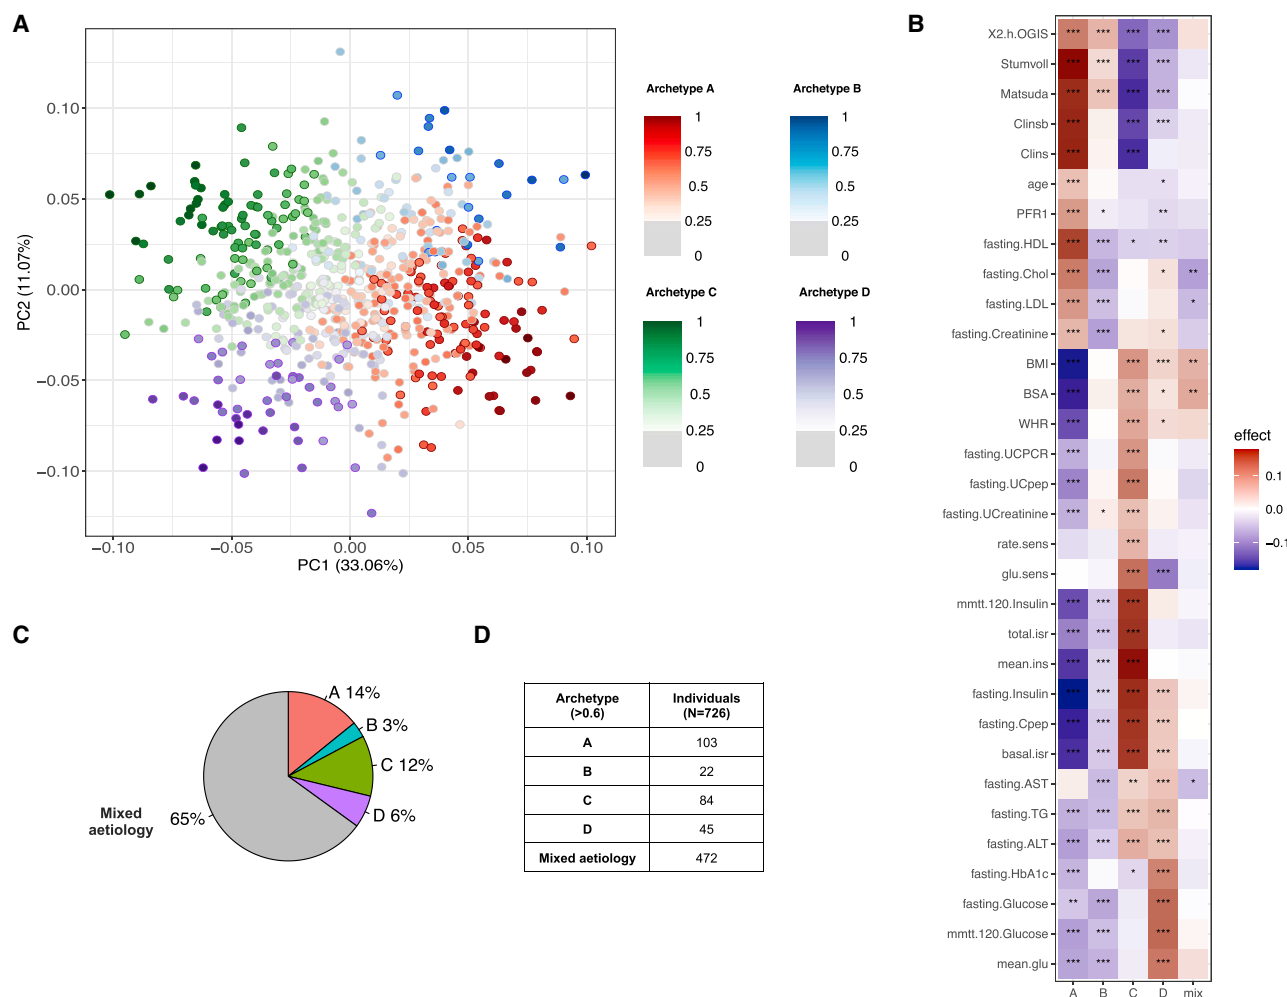 A
0.10
0.05
0.00
−0.05
−0.10
PC2 (11.07%)
−0.10
−0.05
0.00
0.05
0.10
PC1 (33.06%)
Archetype A
1
0.75
0.5
0.25
0
Archetype B
1
0.75
0.5
0.25
0
Archetype C
1
0.75
0.5
0.25
0
Archetype D
1
0.75
0.5
0.25
0
B
X2.h.OGIS *** *** *** ***
Stumvoll *** *** *** ***
Matsuda *** *** *** ***
Clinsb *** *** ***
Clins *** ***
age *** *
PFR1 *** * **
fasting.HDL *** *** * **
fasting.Chol *** *** * **
fasting.LDL *** *** *
fasting.Creatinine *** *** *
BMI *** *** *** **
BSA *** *** * **
WHR *** *** *
fasting.UCPCR *** ***
fasting.UCpep *** ***
fasting.UCreatinine *** * ***
rate.sens ***
glu.sens *** ***
mmtt.120.Insulin *** *** ***
total.isr *** *** ***
mean.ins *** *** ***
fasting.Insulin *** *** *** ***
fasting.Cpep *** *** *** ***
basal.isr *** *** *** ***
fasting.AST *** ** *** *
fasting.TG *** *** *** ***
fasting.ALT *** *** *** ***
fasting.HbA1c *** * ***
fasting.Glucose ** *** ***
mmtt.120.Glucose *** *** ***
mean.glu *** *** ***
A B C D mix
effect
0.1
0.0
−0.1
C
A 14%
B 3%
C 12%
D 6%
65%
Mixed
aetiology
D
Archetype
(>0.6)
Individuals
(N=726)
A 103
B 22
C 84
D 45
Mixed aetiology 472